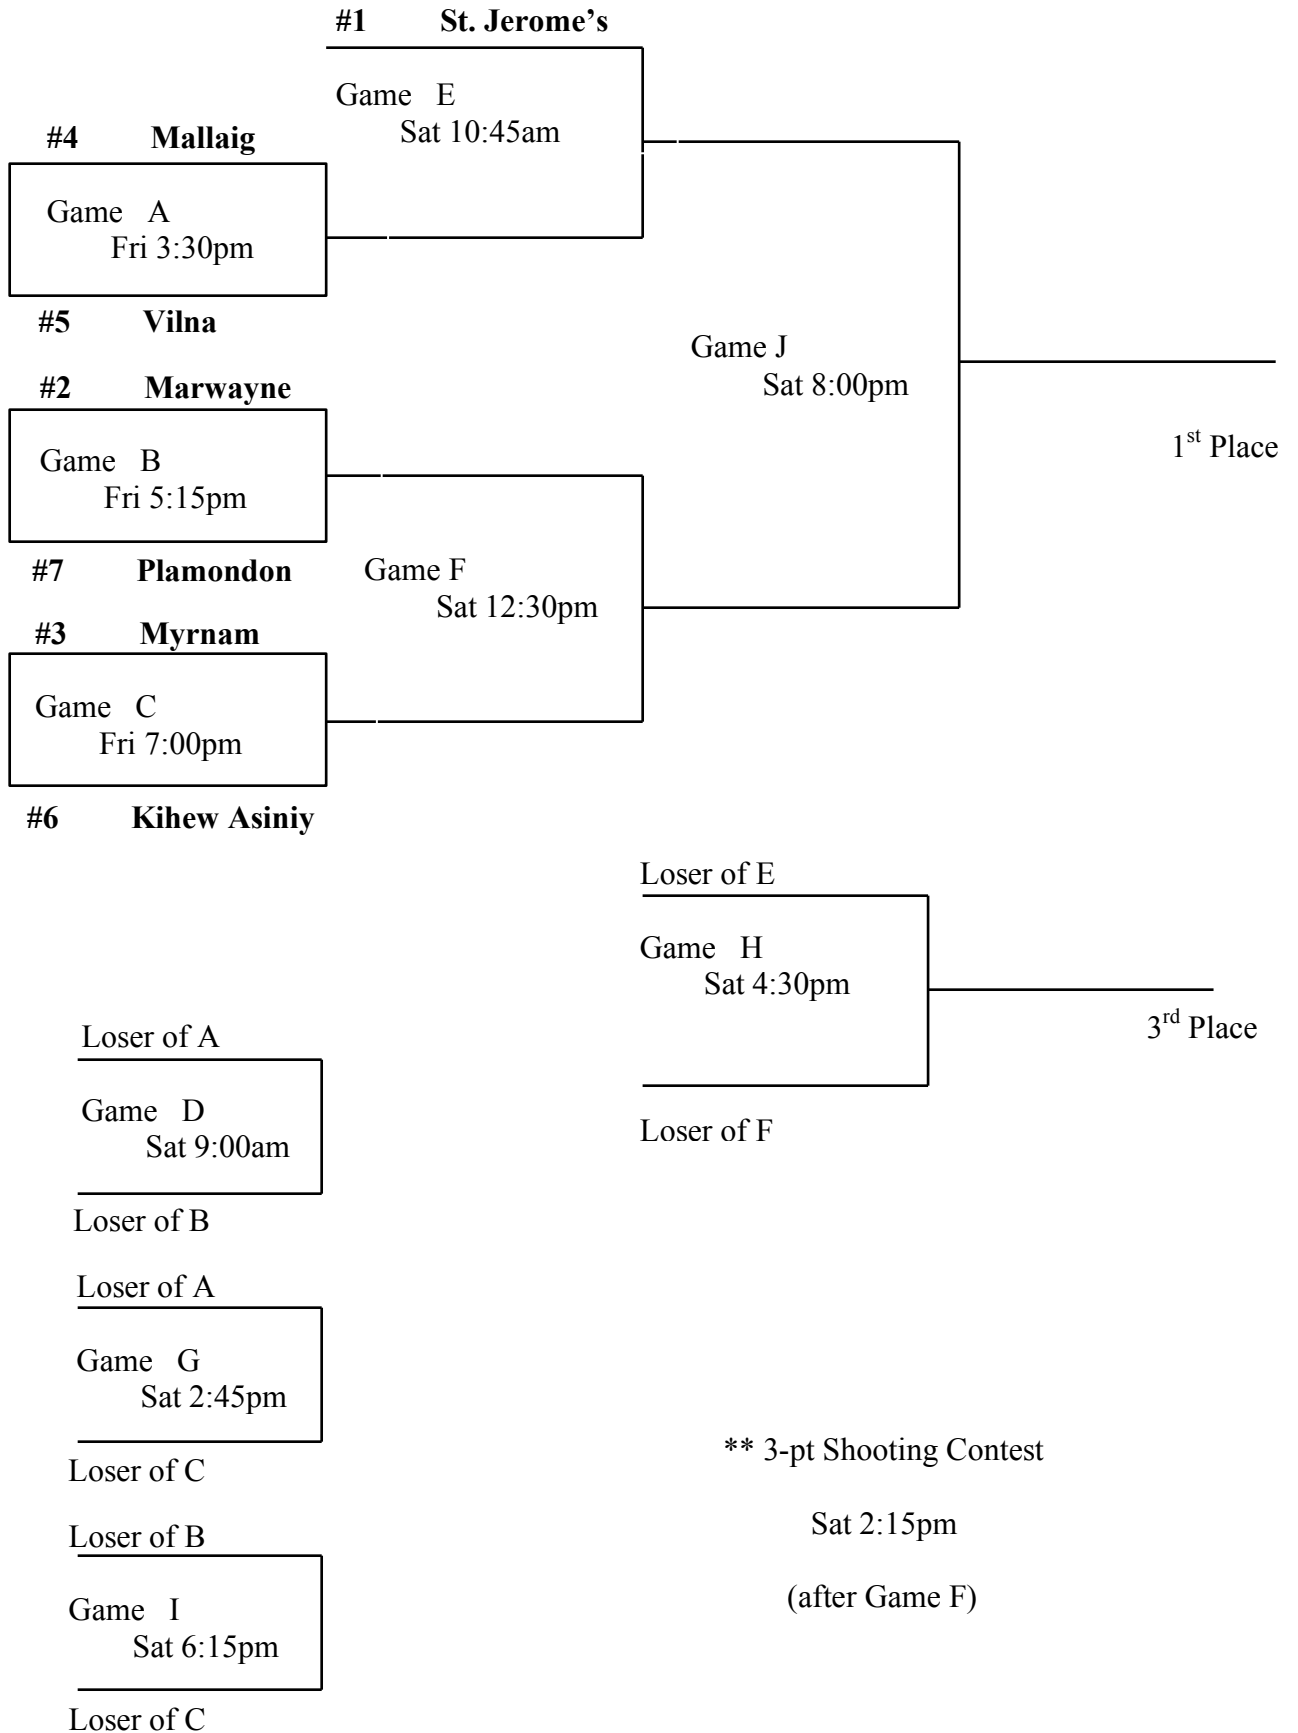 #1 St. Jerome’s
Game E
Sat 10:45am
#4 Mallaig
Game A
Fri 3:30pm
#5 Vilna
Game J
Sat 8:00pm
#2 Marwayne
1st Place
Game B
Fri 5:15pm
#7 Plamondon
Game F
Sat 12:30pm
#3 Myrnam
Game C
Fri 7:00pm
#6 Kihew Asiniy
Loser of E
Game H
Sat 4:30pm
3rd Place
Loser of F
Loser of A
Game D
Sat 9:00am
Loser of B
Loser of A
Game G
Sat 2:45pm
Loser of C
** 3-pt Shooting Contest
Sat 2:15pm
(after Game F)
Loser of B
Game I
Sat 6:15pm
Loser of C